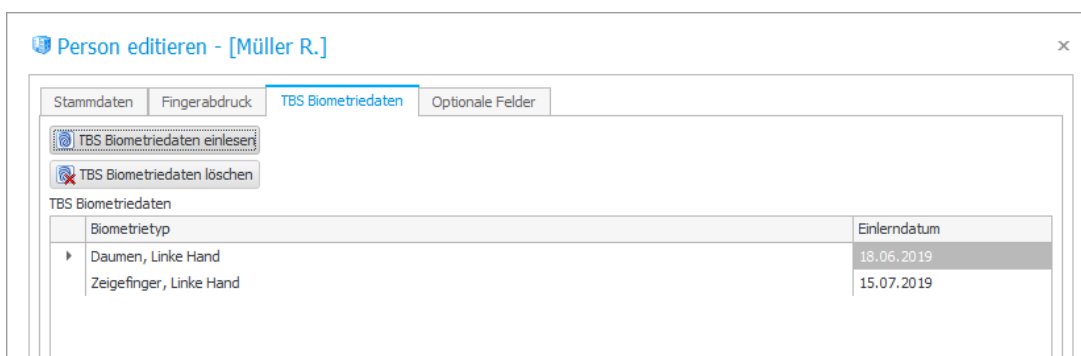 Person editieren - [Müller R.]
Stammdaten Fingerabdruck TBS Biometriedaten Optionale Felder
TBS Biometriedaten einlesen
TBS Biometriedaten löschen
TBS Biometriedaten
Biometrietyp Einlerndatum
Daumen, Linke Hand 18.06.2019
Zeigefinger, Linke Hand 15.07.2019